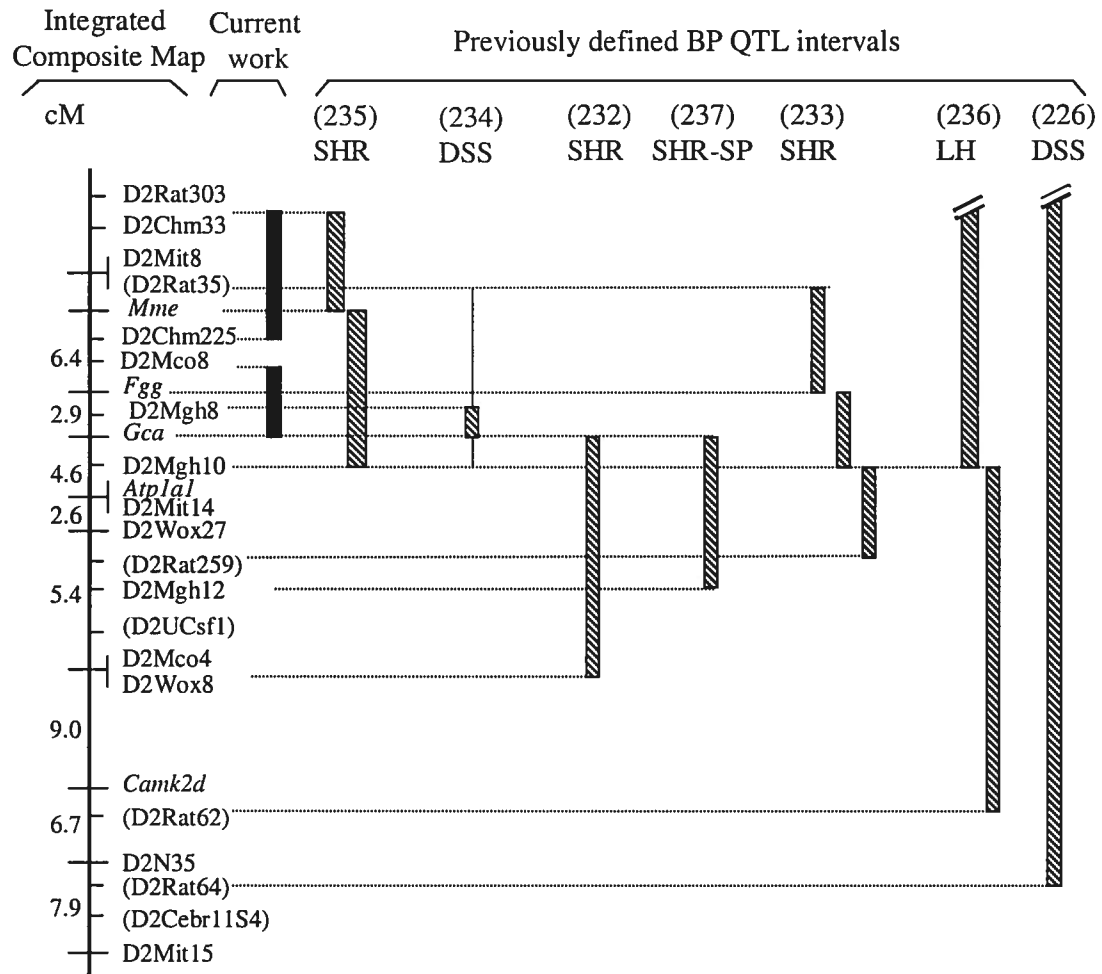 Integrated
Composite Map
Current
work
Previously defined BP QTL intervals
cM
(235)
SHR
(234)
DSS
(232)
SHR
(237)
SHR-SP
(233)
SHR
(236)
LH
(226)
DSS
D2Rat303
D2Chm33
D2Mit8
(D2Rat35)
Mme
D2Chm225
6.4
D2Mco8
Fgg
2.9
D2Mgh8
Gca
4.6
D2Mgh10
Atp1a1
2.6
D2Mit14
D2Wox27
(D2Rat259)
5.4
D2Mgh12
(D2UCsf1)
D2Mco4
D2Wox8
9.0
Camk2d
6.7
(D2Rat62)
D2N35
(D2Rat64)
7.9
(D2Cebr11S4)
D2Mit15